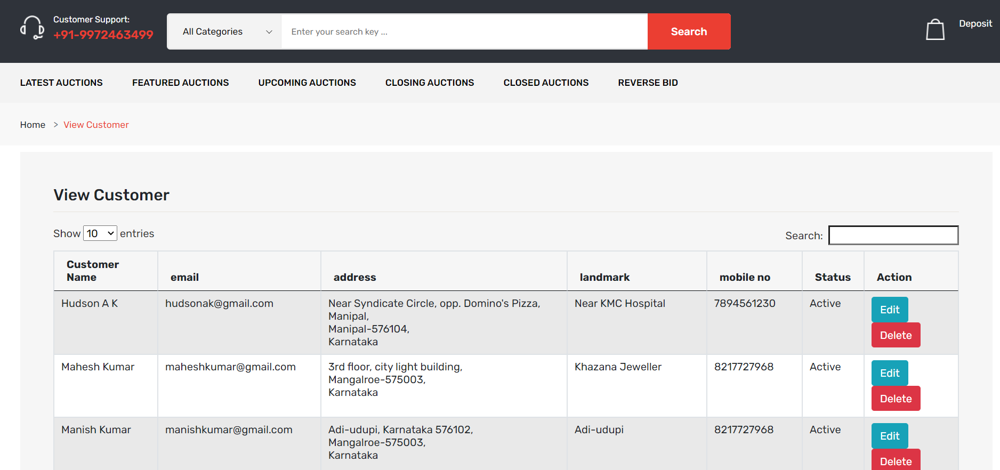 Customer Support:
+91-9972463499
All Categories
Enter your search key ...
Search
Deposit
LATEST AUCTIONS
FEATURED AUCTIONS
UPCOMING AUCTIONS
CLOSING AUCTIONS
CLOSED AUCTIONS
REVERSE BID
Home > View Customer
View Customer
Show 10 entries
Search:
Customer
Name
email
address
landmark
mobile no
Status
Action
Hudson A K
hudsonak@gmail.com
Near Syndicate Circle, opp. Domino's Pizza,
Manipal,
Manipal-576104,
Karnataka
Near KMC Hospital
7894561230
Active
Edit
Delete
Mahesh Kumar
maheshkumar@gmail.com
3rd floor, city light building,
Mangalroe-575003,
Karnataka
Khazana Jeweller
8217727968
Active
Edit
Delete
Manish Kumar
manishkumar@gmail.com
Adi-udupi, Karnataka 576102,
Mangalroe-575003,
Karnataka
Adi-udupi
8217727968
Active
Edit
Delete